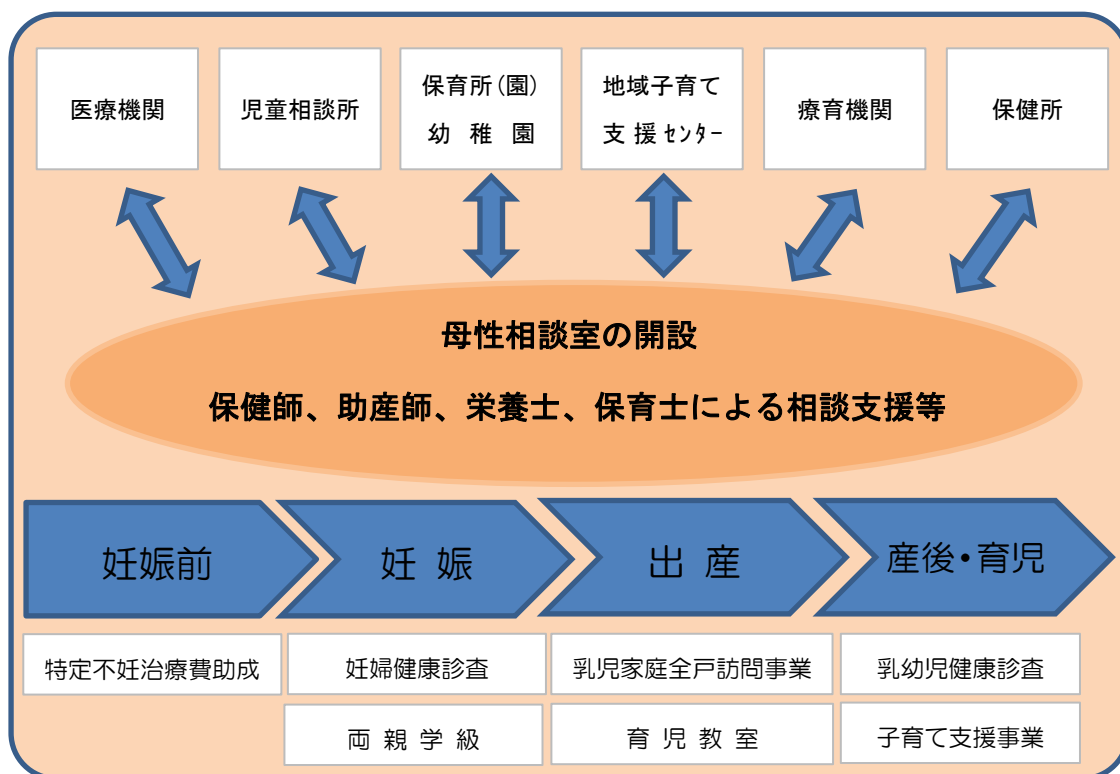 医療機関
児童相談所
保育所(園)
幼稚園
地域子育て
支援ｾﾝﾀｰ
療育機関
保健所
母性相談室の開設
保健師、助産師、栄養士、保育士による相談支援等
妊娠前
妊娠
出産
産後・育児
特定不妊治療費助成
妊婦健康診査
乳児家庭全戸訪問事業
乳幼児健康診査
両親学級
育児教室
子育て支援事業